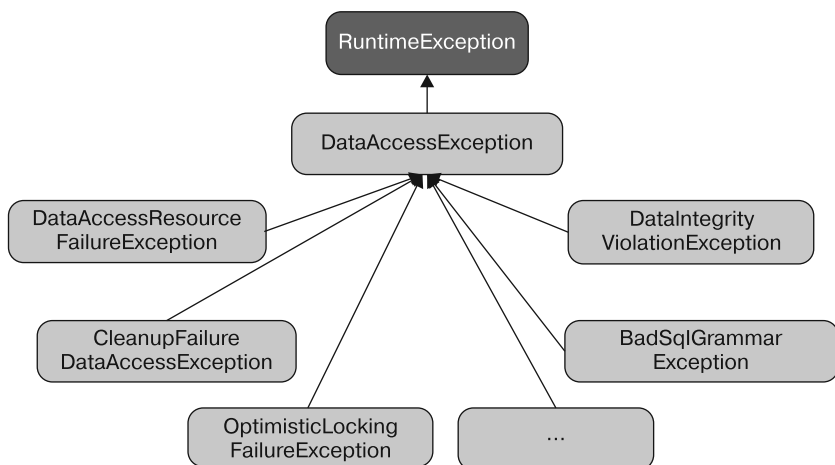 RuntimeException
DataAccessException
DataAccessResource
FailureException
DataIntegrity
ViolationException
CleanupFailure
DataAccessException
BadSqlGrammar
Exception
OptimisticLocking
FailureException
...